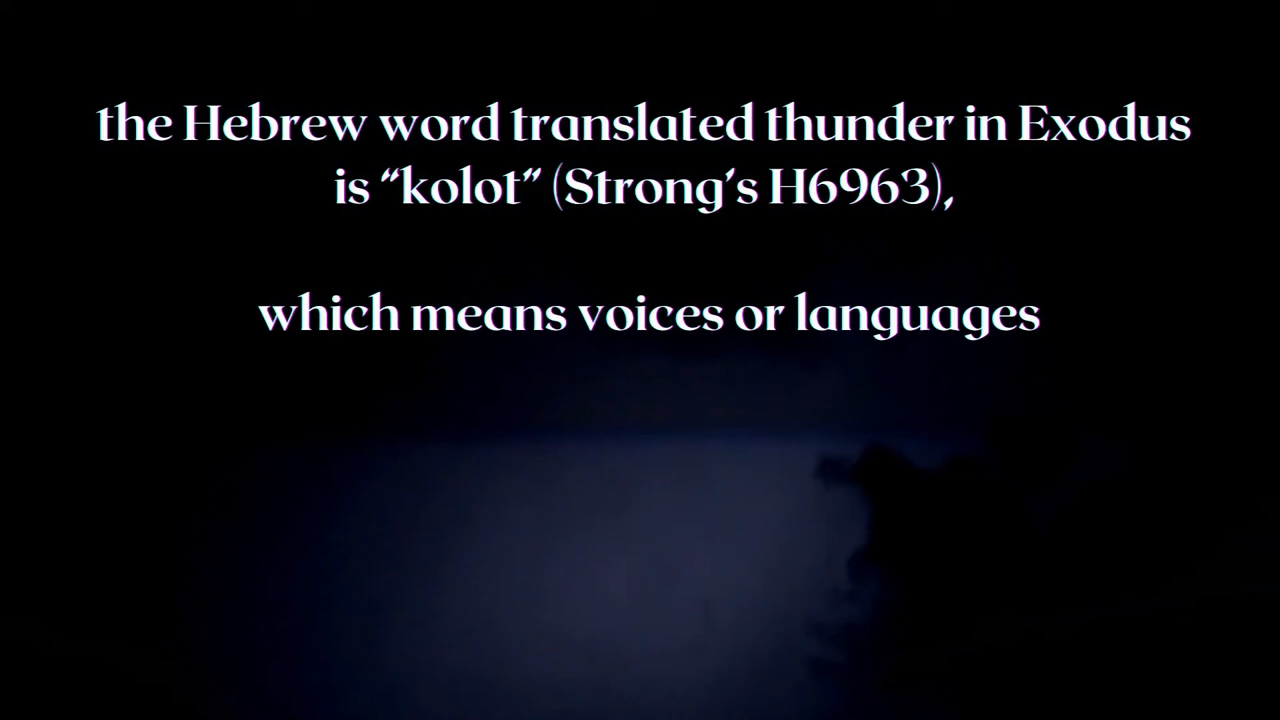 the Hebrew word translated thunder in Exodus
is “kolot” (Strong’s H6963),
which means voices or languages